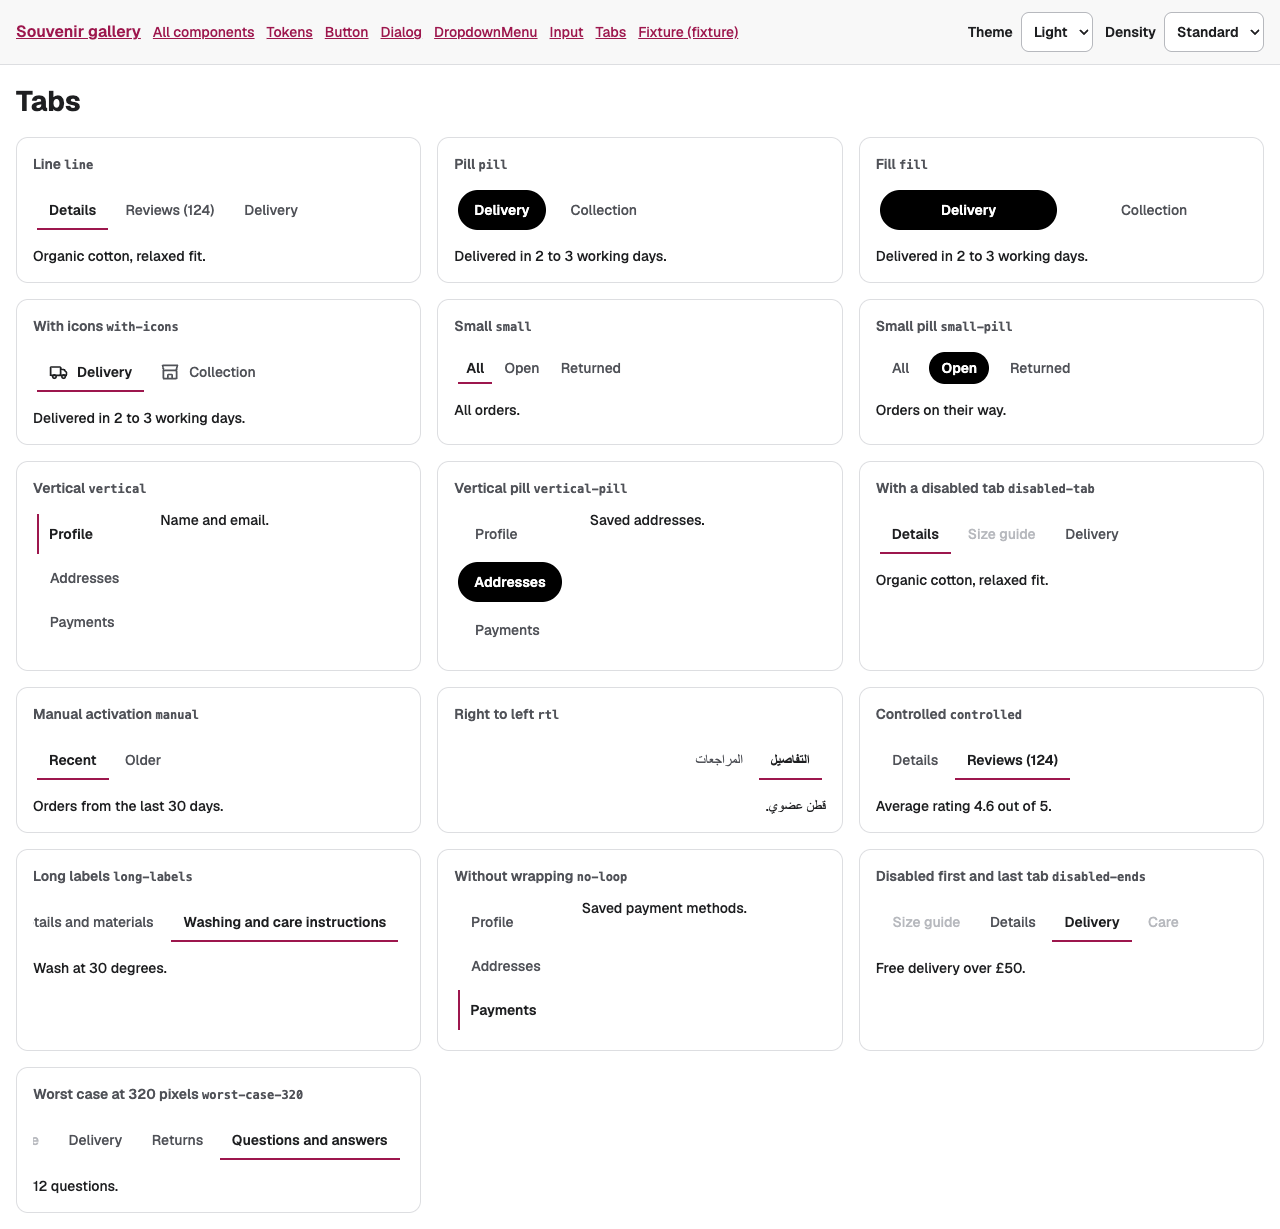 Souvenir gallery All components Tokens Button Dialog DropdownMenu Input Tabs Fixture (fixture) Theme Light Density Standard
Tabs
Line line
Details Reviews (124) Delivery
Organic cotton, relaxed fit.
Pill pill
Delivery Collection
Delivered in 2 to 3 working days.
Fill fill
Delivery Collection
Delivered in 2 to 3 working days.
With icons with-icons
Delivery Collection
Delivered in 2 to 3 working days.
Small small
All Open Returned
All orders.
Small pill small-pill
All Open Returned
Orders on their way.
Vertical vertical
Profile
Name and email.
Addresses
Payments
Vertical pill vertical-pill
Profile
Saved addresses.
Addresses
Payments
With a disabled tab disabled-tab
Details Size guide Delivery
Organic cotton, relaxed fit.
Manual activation manual
Recent Older
Orders from the last 30 days.
Right to left rtl
التفاصيل المراجعات
قطن عضوي.
Controlled controlled
Details Reviews (124)
Average rating 4.6 out of 5.
Long labels long-labels
tails and materials Washing and care instructions
Wash at 30 degrees.
Without wrapping no-loop
Profile
Saved payment methods.
Addresses
Payments
Disabled first and last tab disabled-ends
Size guide Details Delivery Care
Free delivery over £50.
Worst case at 320 pixels worst-case-320
e Delivery Returns Questions and answers
12 questions.